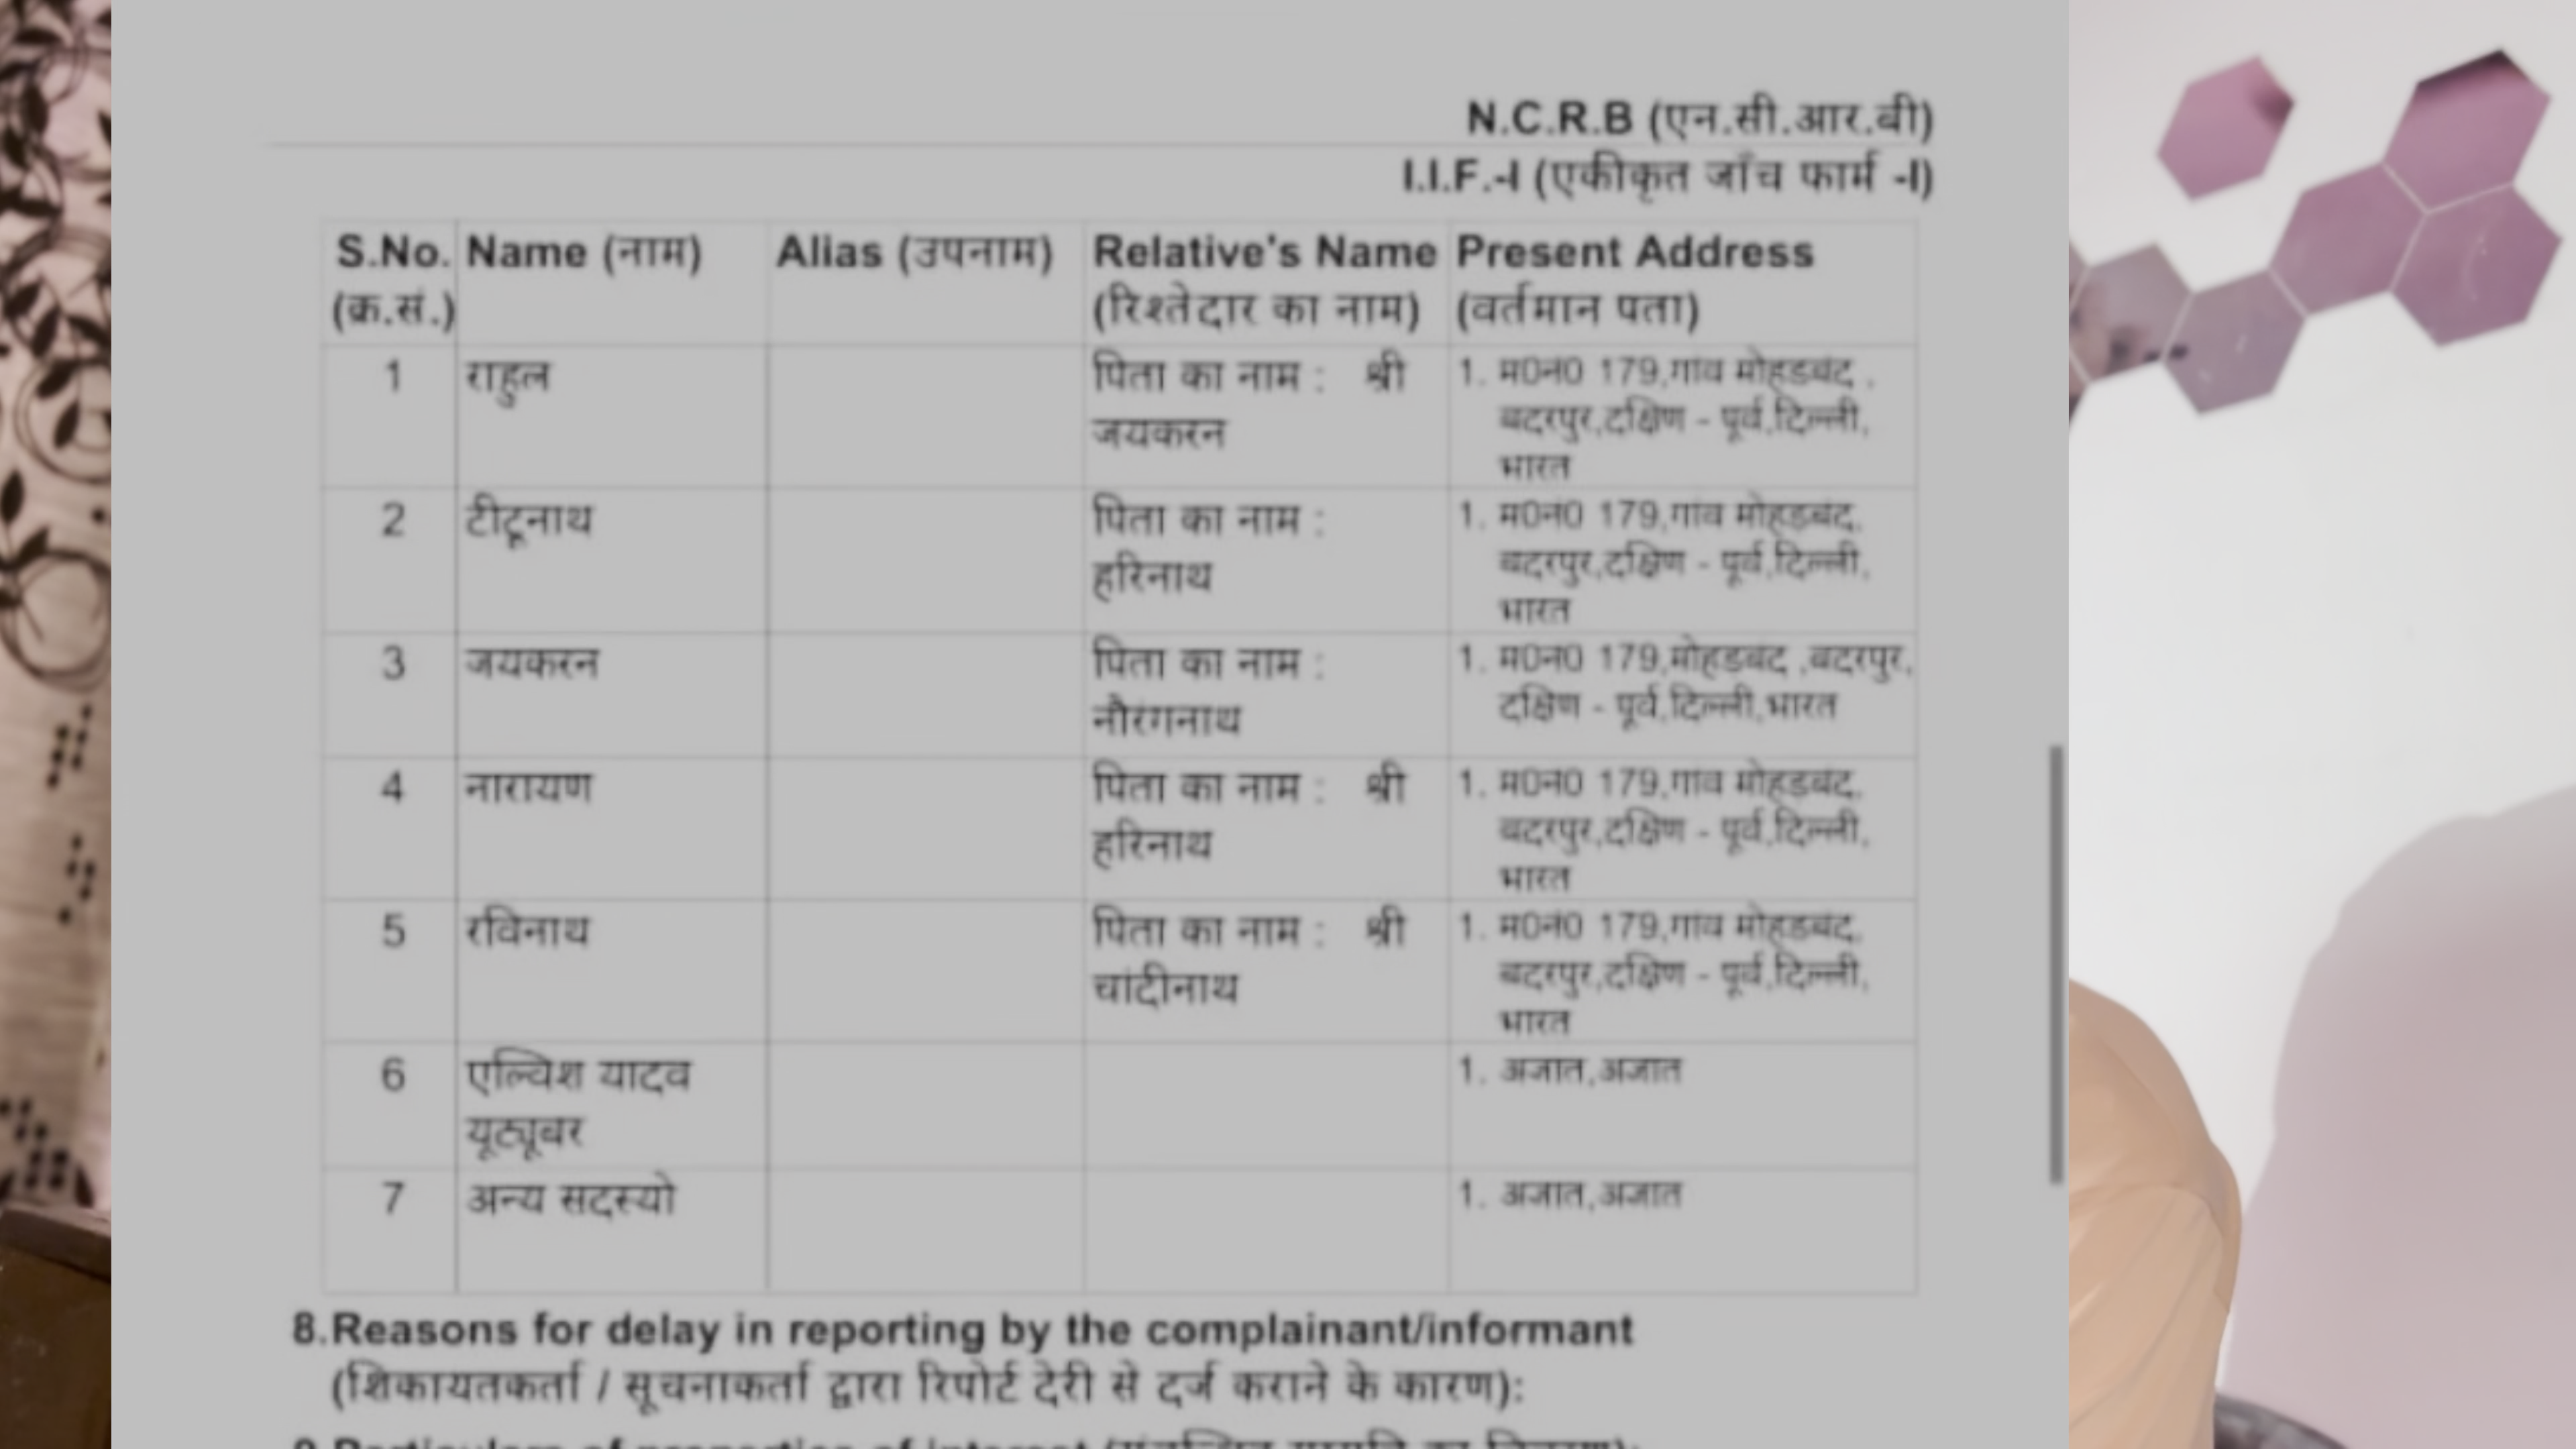 N.C.R.B (एन.सी.आर.बी)
I.I.F.-I (एकीकृत जाँच फार्म -I)
S.No. Name (नाम) Alias (उपनाम) Relative's Name Present Address
(क्र.सं.) (रिश्तेदार का नाम) (वर्तमान पता)
1 राहुल पिता का नाम : श्री 1. म0न0 179,गांव मोहडबंद ,
जयकरन बदरपुर,दक्षिण - पूर्व,दिल्ली,
भारत
2 टीटूनाथ पिता का नाम : 1. म0न0 179,गांव मोहडबंद,
हरिनाथ बदरपुर,दक्षिण - पूर्व,दिल्ली,
भारत
3 जयकरन पिता का नाम : 1. म0न0 179,मोहडबंद ,बदरपुर,
नौरंगनाथ दक्षिण - पूर्व,दिल्ली,भारत
4 नारायण पिता का नाम : श्री 1. म0न0 179,गांव मोहडबंद,
हरिनाथ बदरपुर,दक्षिण - पूर्व,दिल्ली,
भारत
5 रविनाथ पिता का नाम : श्री 1. म0न0 179,गांव मोहडबंद,
चांदीनाथ बदरपुर,दक्षिण - पूर्व,दिल्ली,
भारत
6 एल्विश यादव 1. अज्ञात,अज्ञात
यूट्यूबर
7 अन्य सदस्यो 1. अज्ञात,अज्ञात
8.Reasons for delay in reporting by the complainant/informant
(शिकायतकर्ता / सूचनाकर्ता द्वारा रिपोर्ट देरी से दर्ज कराने के कारण):